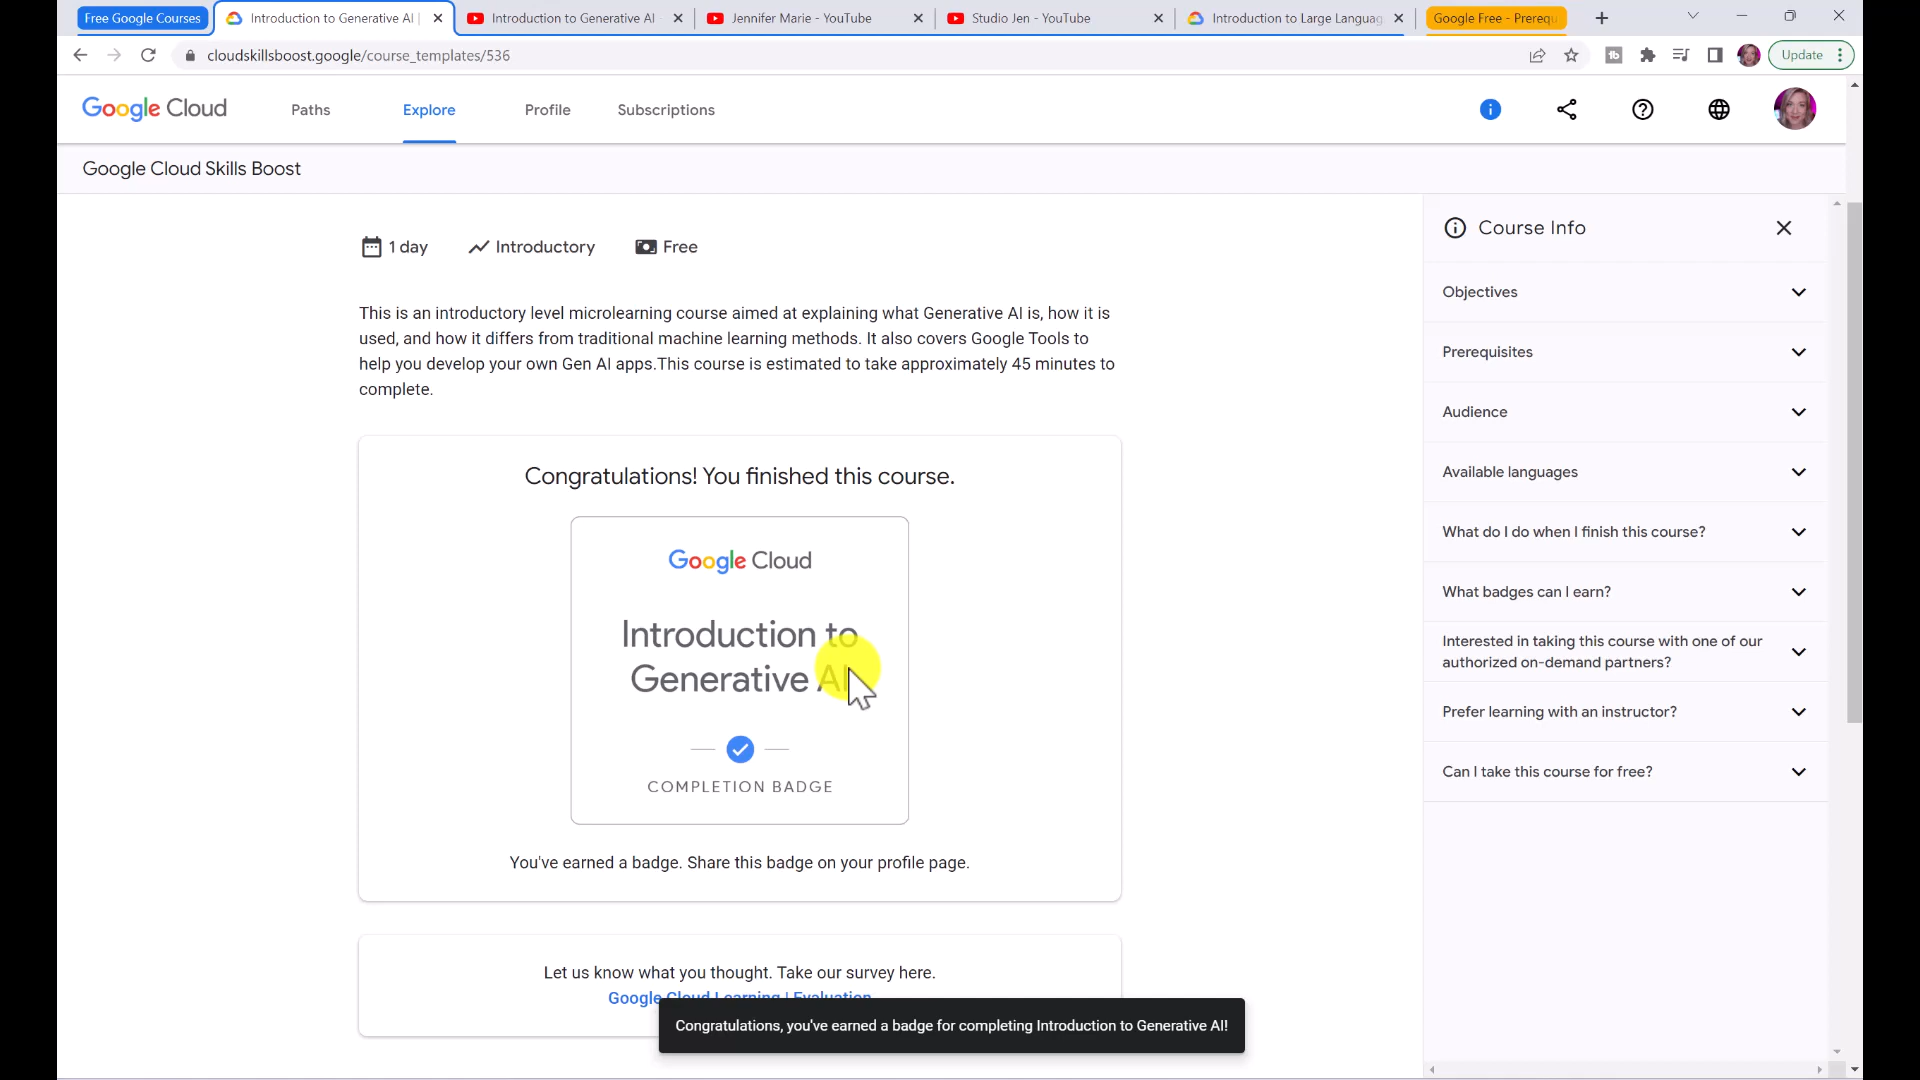 Free Google Courses
Introduction to Generative AI |
Introduction to Generative AI -
Jennifer Marie - YouTube
Studio Jen - YouTube
Introduction to Large Languag
Google Free - Prerequ
cloudskillsboost.google/course_templates/536
Update
Google Cloud
Paths
Explore
Profile
Subscriptions
Google Cloud Skills Boost
1 day
Introductory
Free
This is an introductory level microlearning course aimed at explaining what Generative AI is, how it is
used, and how it differs from traditional machine learning methods. It also covers Google Tools to
help you develop your own Gen AI apps.This course is estimated to take approximately 45 minutes to
complete.
Congratulations! You finished this course.
Google Cloud
Introduction to
Generative AI
COMPLETION BADGE
You've earned a badge. Share this badge on your profile page.
Let us know what you thought. Take our survey here.
Google Cloud Learning | Evaluation
Congratulations, you've earned a badge for completing Introduction to Generative AI!
Course Info
Objectives
Prerequisites
Audience
Available languages
What do I do when I finish this course?
What badges can I earn?
Interested in taking this course with one of our
authorized on-demand partners?
Prefer learning with an instructor?
Can I take this course for free?